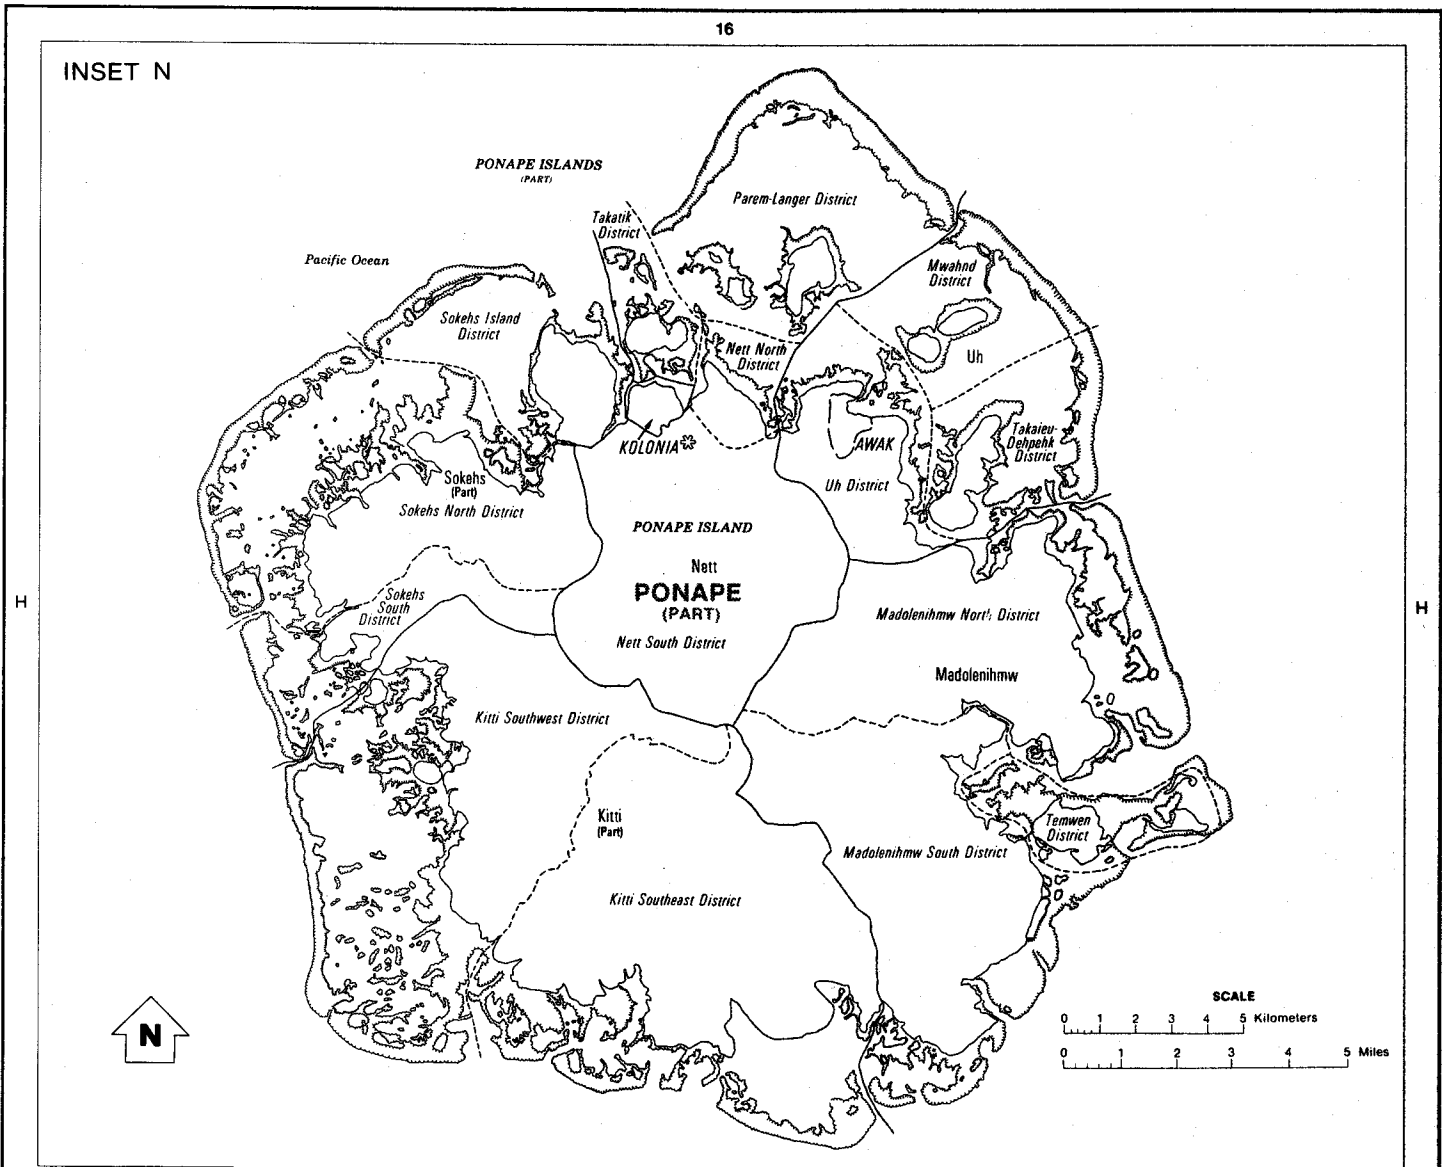 16
INSET N
PONAPE ISLANDS
(PART)
Parem-Langer District
Takatik
District
Pacific Ocean
Mwahnd
District
Sokehs Island
District
Nett North
District
Uh
KOLONIA
AWAK
Takaieu-
Dehpehk
District
Sokehs
(Part)
Uh District
Sokehs North District
PONAPE ISLAND
Nett
PONAPE
(PART)
Sokehs
South
District
H
H
Madolenihmw North District
Nett South District
Madolenihmw
Kitti Southwest District
Kitti
(Part)
Temwen
District
Madolenihmw South District
Kitti Southeast District
N
SCALE
0 1 2 3 4 5 Kilometers
0 1 2 3 4 5 Miles